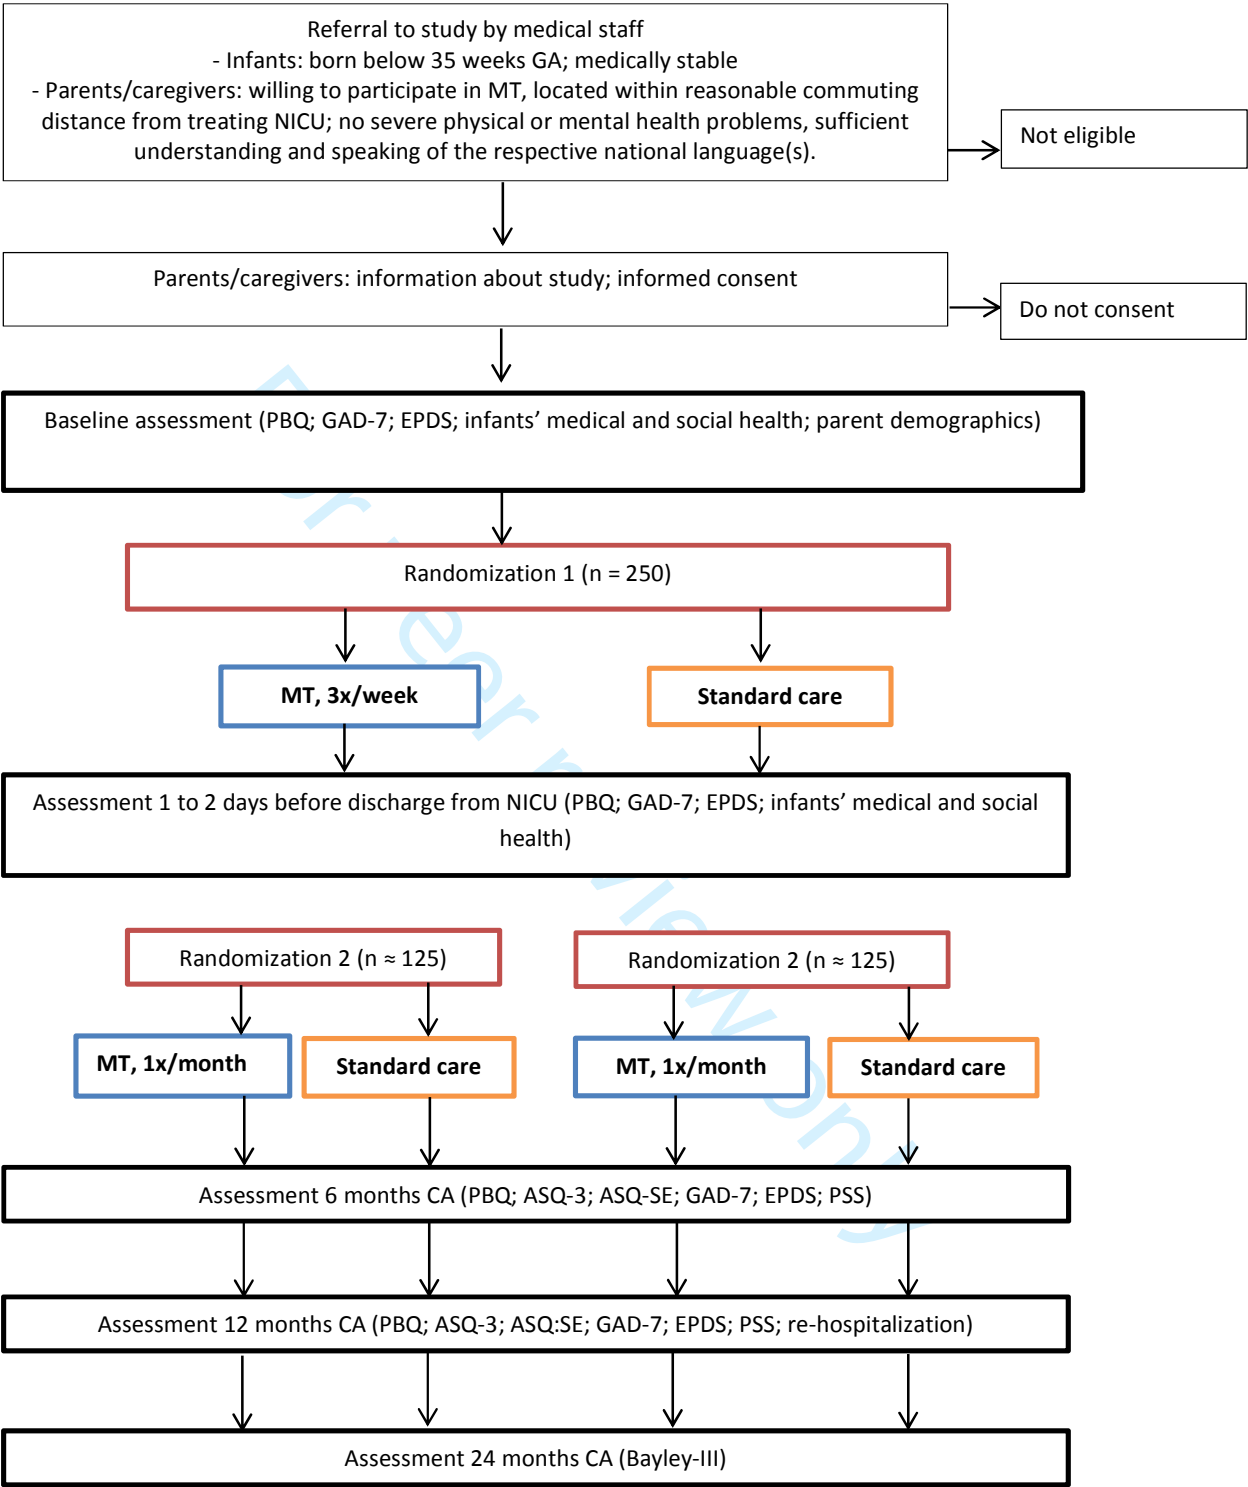 Referral to study by medical staff
- Infants: born below 35 weeks GA; medically stable
- Parents/caregivers: willing to participate in MT, located within reasonable commuting
distance from treating NICU; no severe physical or mental health problems, sufficient
understanding and speaking of the respective national language(s).
Not eligible
Parents/caregivers: information about study; informed consent
Do not consent
Baseline assessment (PBQ; GAD-7; EPDS; infants’ medical and social health; parent demographics)
Randomization 1 (n = 250)
MT, 3x/week
Standard care
Assessment 1 to 2 days before discharge from NICU (PBQ; GAD-7; EPDS; infants’ medical and social
health)
Randomization 2 (n ≈ 125)
Randomization 2 (n ≈ 125)
MT, 1x/month
Standard care
MT, 1x/month
Standard care
Assessment 6 months CA (PBQ; ASQ-3; ASQ-SE; GAD-7; EPDS; PSS)
Assessment 12 months CA (PBQ; ASQ-3; ASQ:SE; GAD-7; EPDS; PSS; re-hospitalization)
Assessment 24 months CA (Bayley-III)
For peer review only